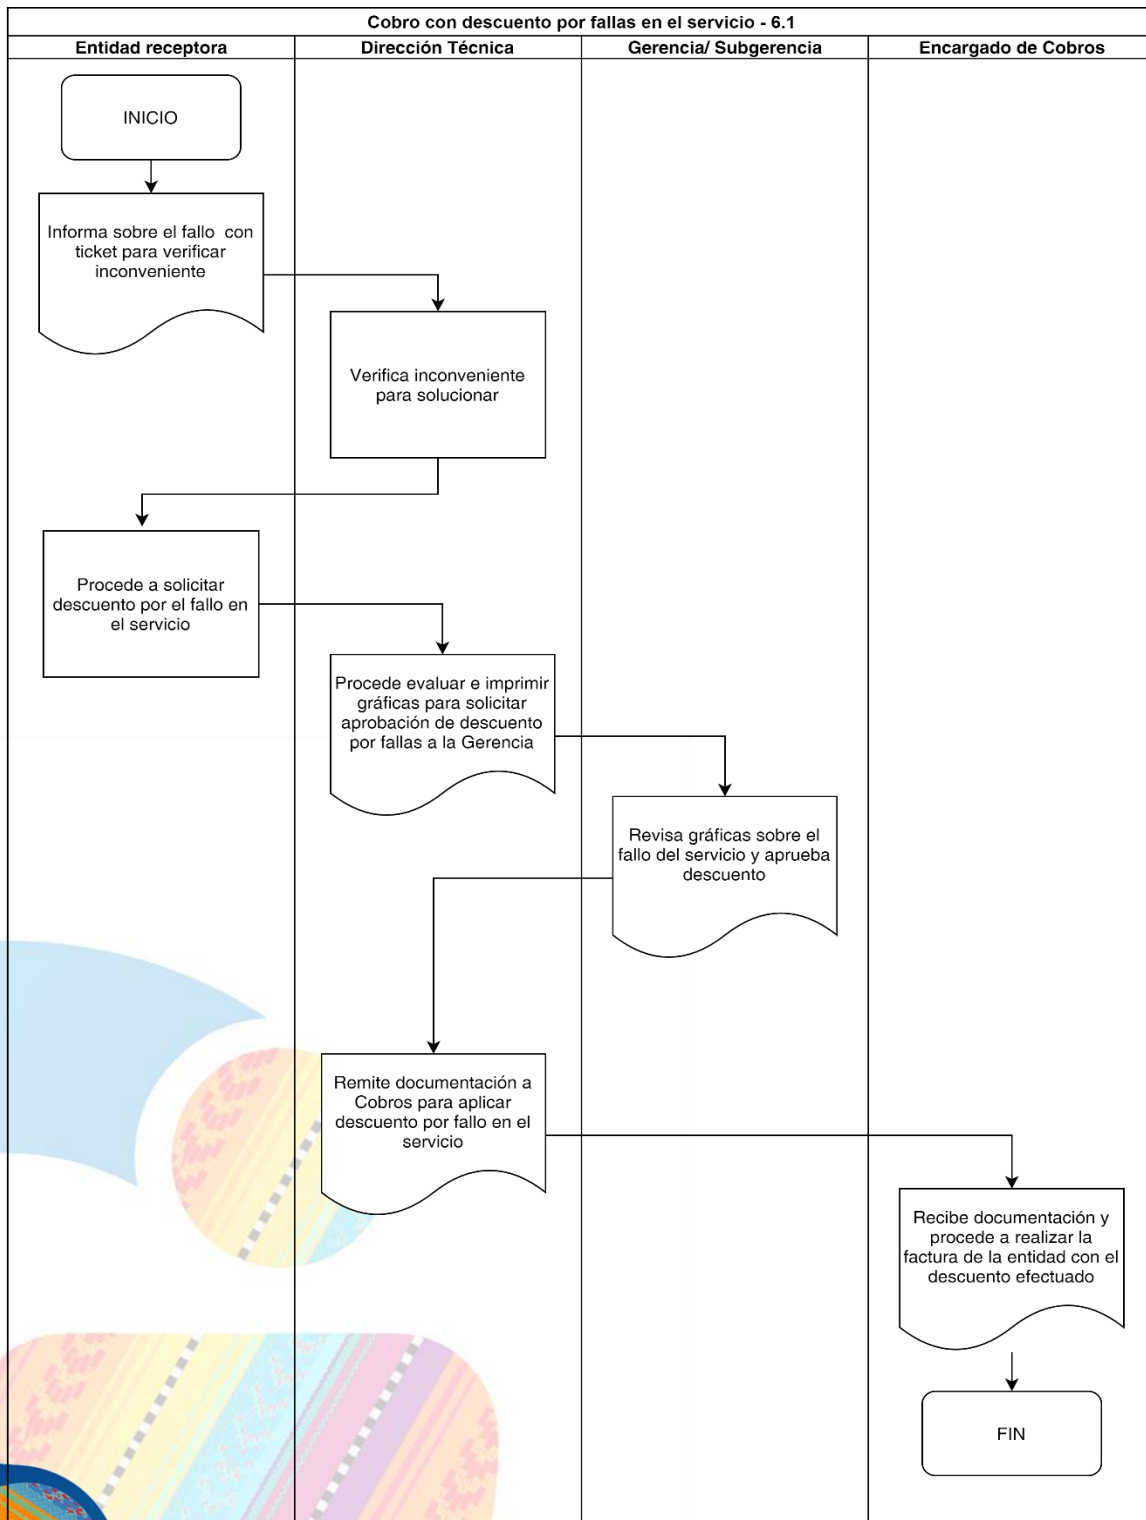 Cobro con descuento por fallas en el servicio - 6.1
Entidad receptora
Dirección Técnica
Gerencia/ Subgerencia
Encargado de Cobros
INICIO
Informa sobre el fallo con
ticket para verificar
inconveniente
Verifica inconveniente
para solucionar
Procede a solicitar
descuento por el fallo en
el servicio
Procede evaluar e imprimir
gráficas para solicitar
aprobación de descuento
por fallas a la Gerencia
Revisa gráficas sobre el
fallo del servicio y aprueba
descuento
Remite documentación a
Cobros para aplicar
descuento por fallo en el
servicio
Recibe documentación y
procede a realizar la
factura de la entidad con el
descuento efectuado
FIN